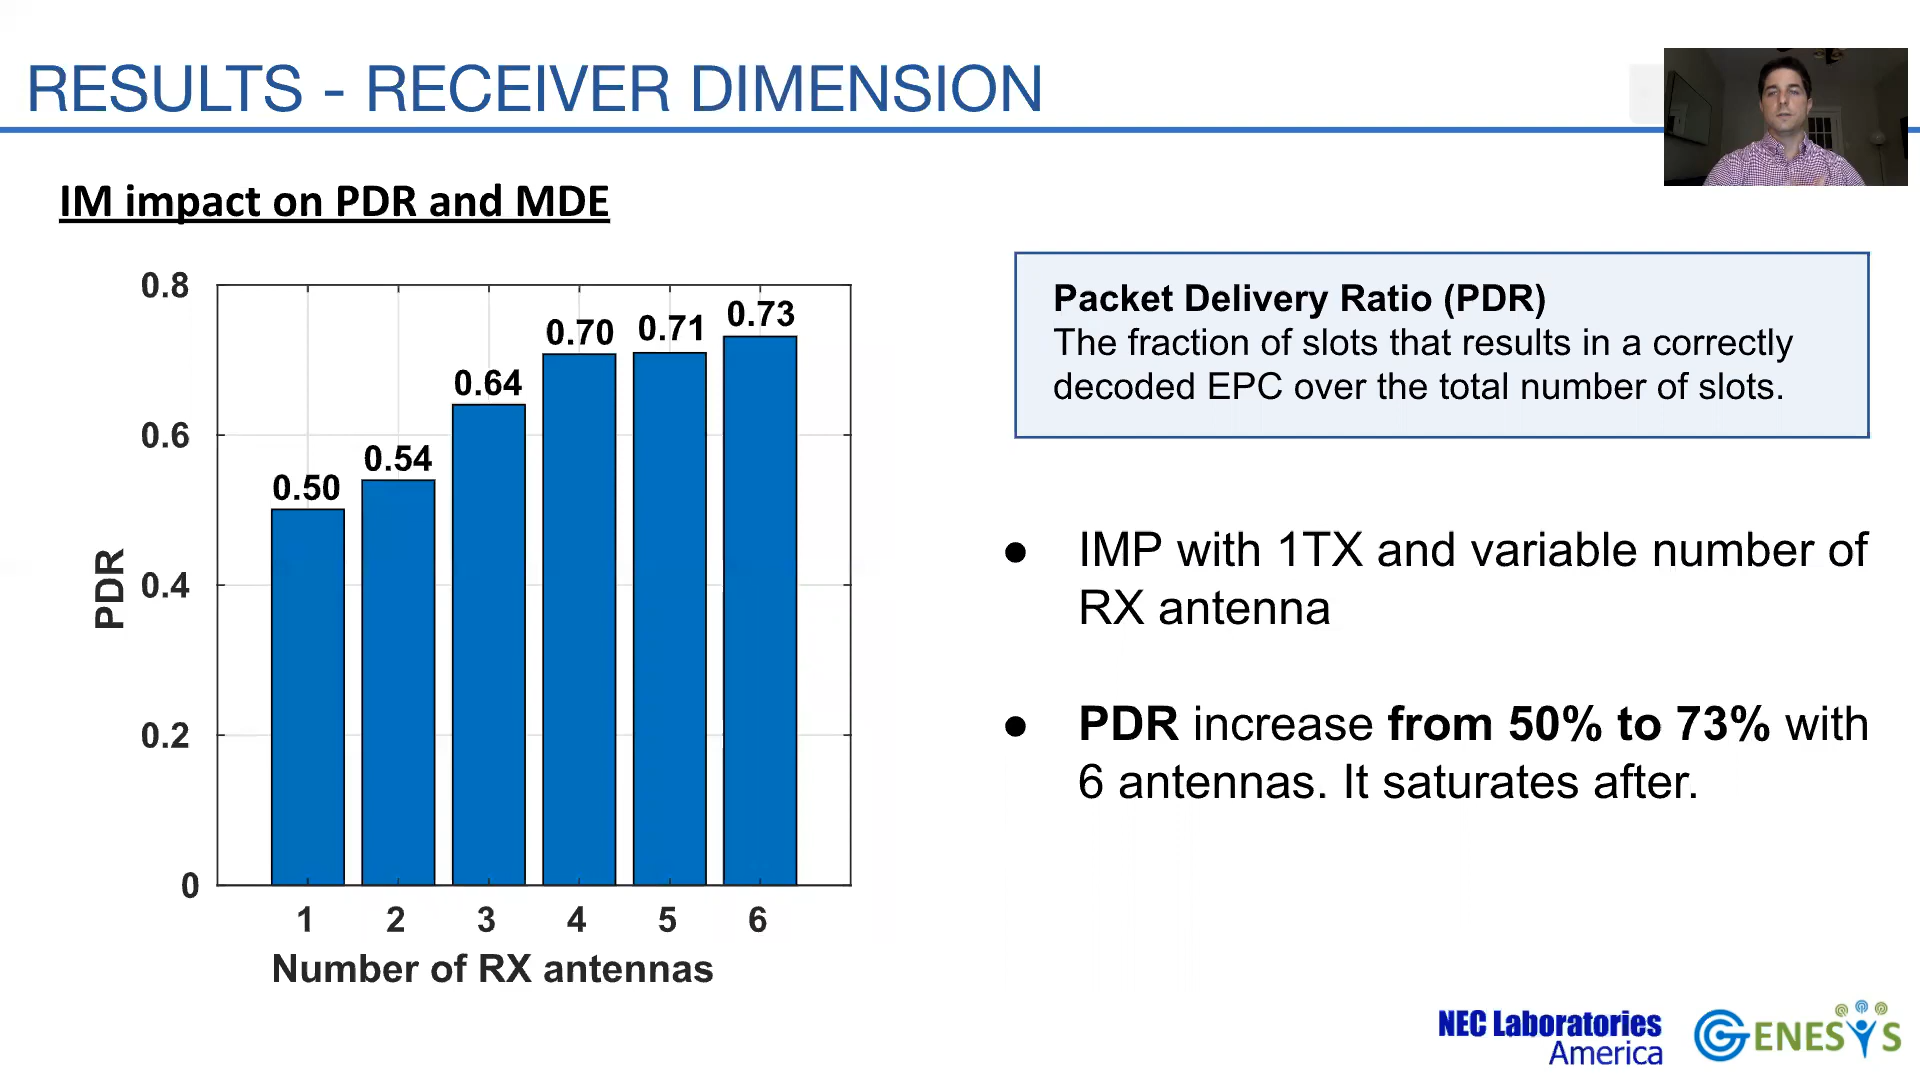 RESULTS - RECEIVER DIMENSION
IM impact on PDR and MDE
0.8
0.6
0.4
0.2
0
PDR
0.50
0.54
0.64
0.70
0.71
0.73
1 2 3 4 5 6
Number of RX antennas
Packet Delivery Ratio (PDR)
The fraction of slots that results in a correctly
decoded EPC over the total number of slots.
● IMP with 1TX and variable number of
RX antenna
● PDR increase from 50% to 73% with
6 antennas. It saturates after.
NEC Laboratories
America
GENESYS